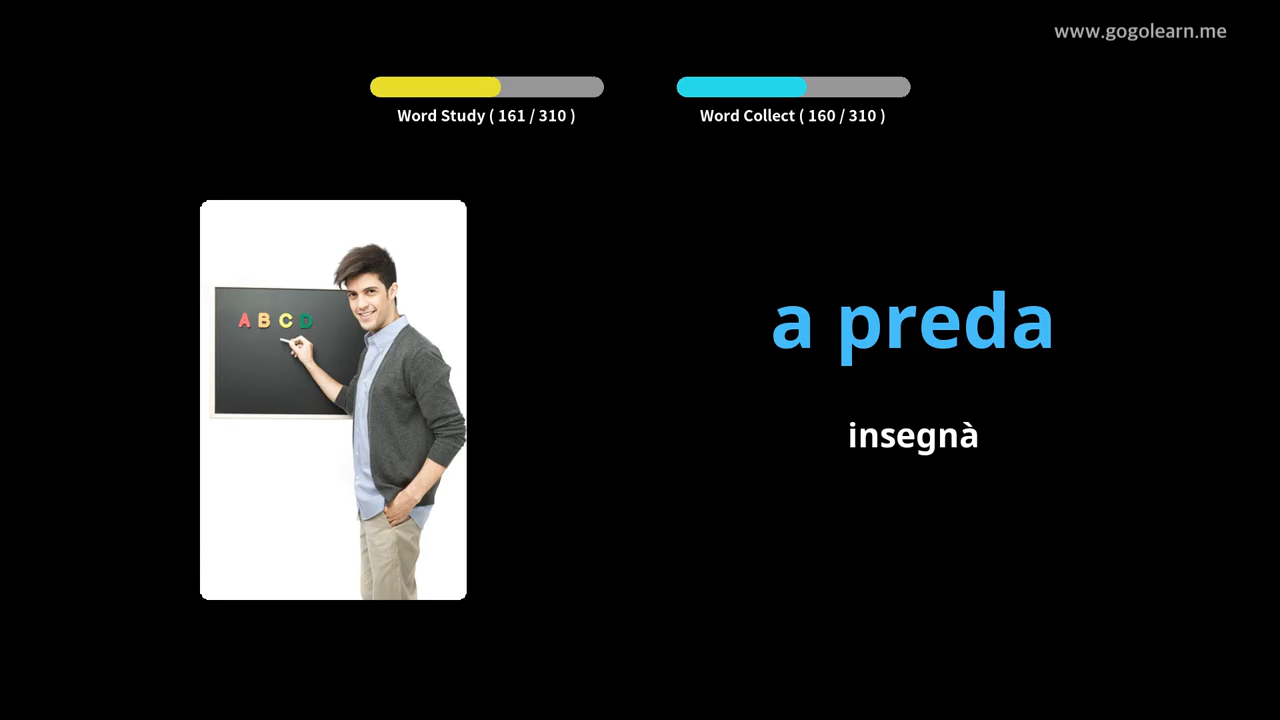 www.gogolearn.me
Word Study ( 161 / 310 )
Word Collect ( 160 / 310 )
A B C D
a preda
insegnà